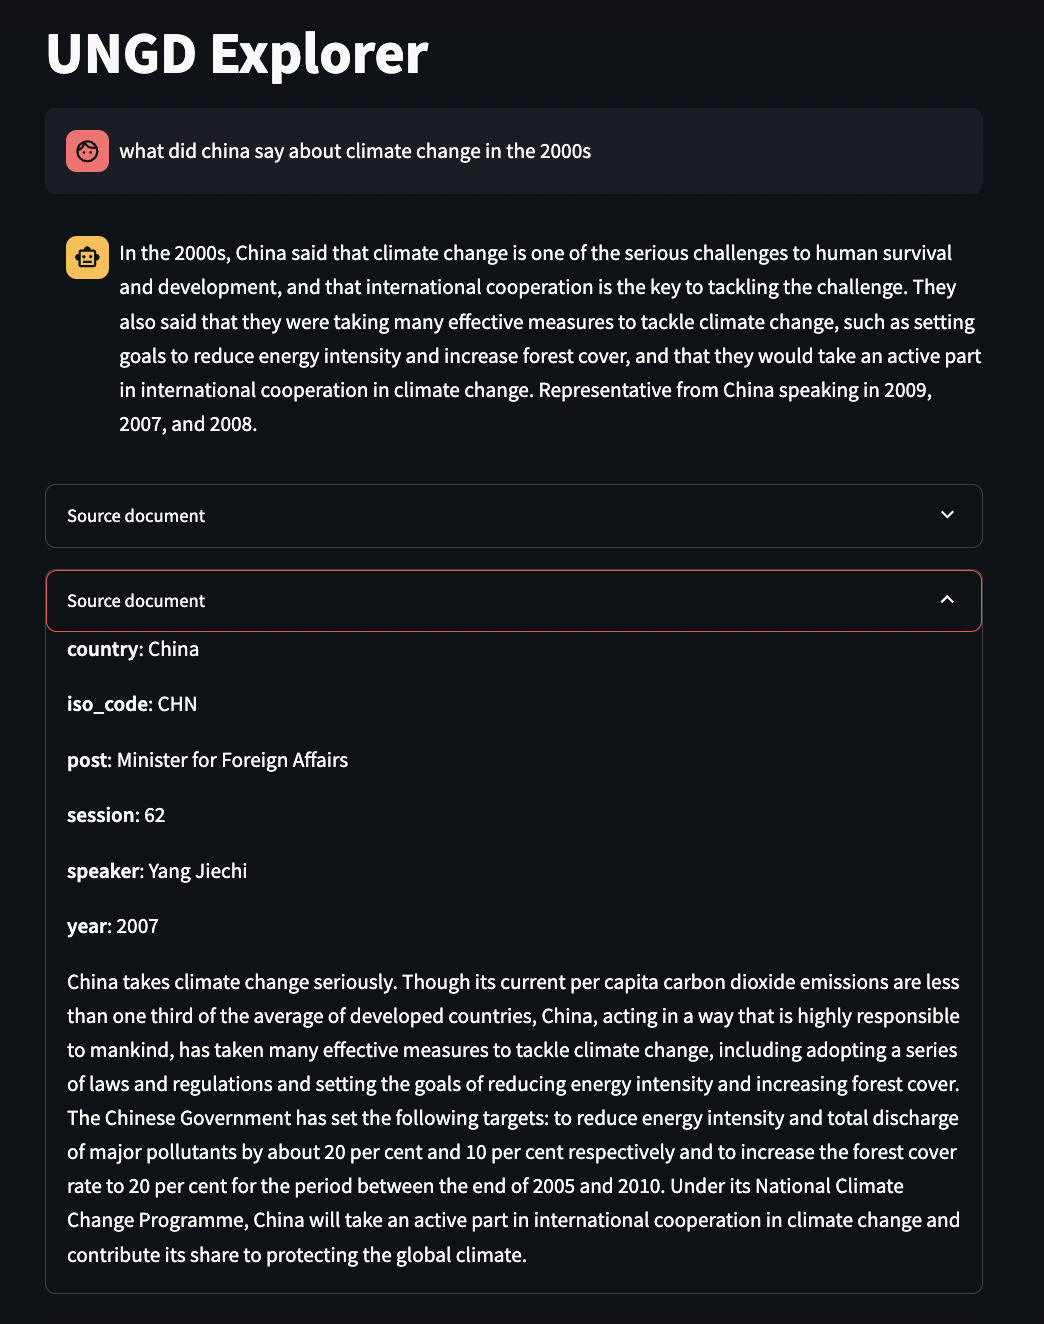 UNGD Explorer
what did china say about climate change in the 2000s
In the 2000s, China said that climate change is one of the serious challenges to human survival
and development, and that international cooperation is the key to tackling the challenge. They
also said that they were taking many effective measures to tackle climate change, such as setting
goals to reduce energy intensity and increase forest cover, and that they would take an active part
in international cooperation in climate change. Representative from China speaking in 2009,
2007, and 2008.
Source document
Source document
country: China
iso_code: CHN
post: Minister for Foreign Affairs
session: 62
speaker: Yang Jiechi
year: 2007
China takes climate change seriously. Though its current per capita carbon dioxide emissions are less
than one third of the average of developed countries, China, acting in a way that is highly responsible
to mankind, has taken many effective measures to tackle climate change, including adopting a series
of laws and regulations and setting the goals of reducing energy intensity and increasing forest cover.
The Chinese Government has set the following targets: to reduce energy intensity and total discharge
of major pollutants by about 20 per cent and 10 per cent respectively and to increase the forest cover
rate to 20 per cent for the period between the end of 2005 and 2010. Under its National Climate
Change Programme, China will take an active part in international cooperation in climate change and
contribute its share to protecting the global climate.